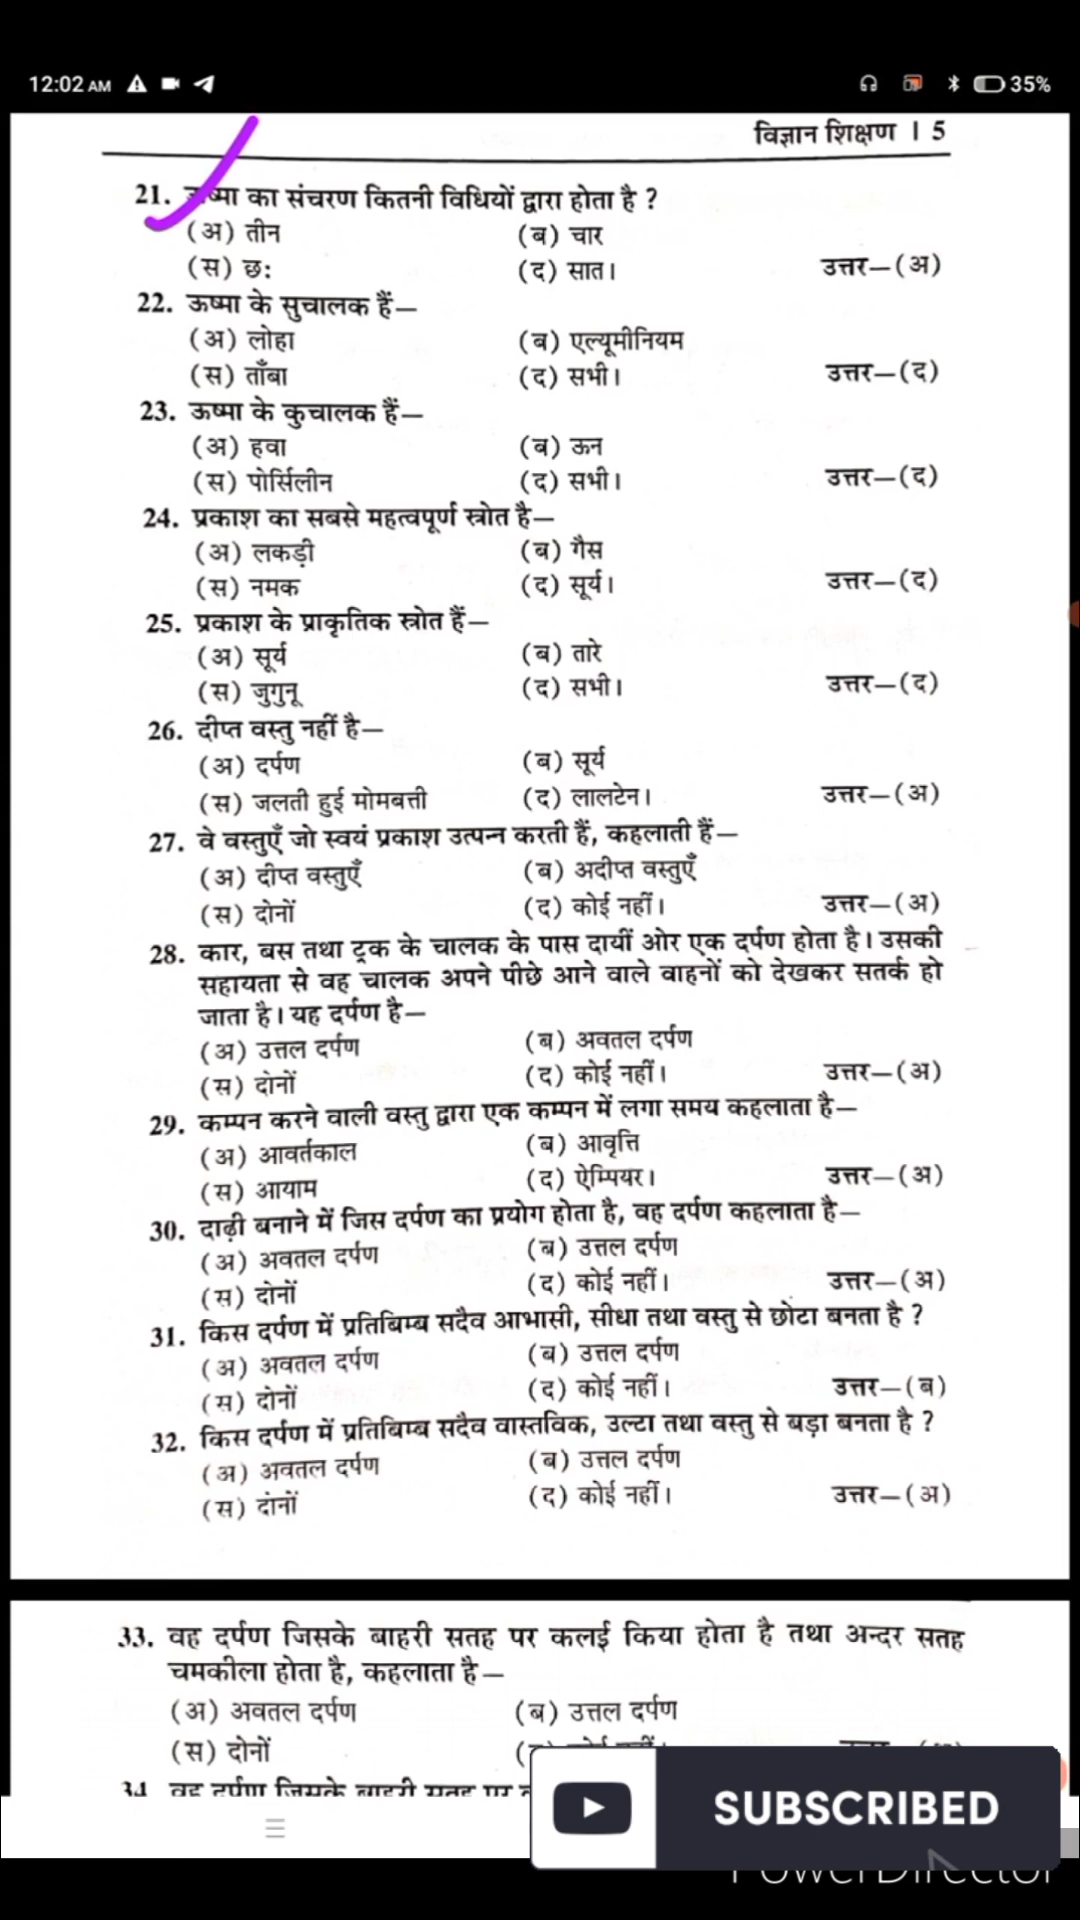 12:02 AM
35%
विज्ञान शिक्षण । 5
21. ऊष्मा का संचरण कितनी विधियों द्वारा होता है ?
(अ) तीन (ब) चार
(स) छः (द) सात। उत्तर—(अ)
22. ऊष्मा के सुचालक हैं—
(अ) लोहा (ब) एल्यूमीनियम
(स) ताँबा (द) सभी। उत्तर—(द)
23. ऊष्मा के कुचालक हैं—
(अ) हवा (ब) ऊन
(स) पोर्सिलीन (द) सभी। उत्तर—(द)
24. प्रकाश का सबसे महत्वपूर्ण स्त्रोत है—
(अ) लकड़ी (ब) गैस
(स) नमक (द) सूर्य। उत्तर—(द)
25. प्रकाश के प्राकृतिक स्त्रोत हैं—
(अ) सूर्य (ब) तारे
(स) जुगुनू (द) सभी। उत्तर—(द)
26. दीप्त वस्तु नहीं है—
(अ) दर्पण (ब) सूर्य
(स) जलती हुई मोमबत्ती (द) लालटेन। उत्तर—(अ)
27. वे वस्तुएँ जो स्वयं प्रकाश उत्पन्न करती हैं, कहलाती हैं—
(अ) दीप्त वस्तुएँ (ब) अदीप्त वस्तुएँ
(स) दोनों (द) कोई नहीं। उत्तर—(अ)
28. कार, बस तथा ट्रक के चालक के पास दायीं ओर एक दर्पण होता है। उसकी
सहायता से वह चालक अपने पीछे आने वाले वाहनों को देखकर सतर्क हो
जाता है। यह दर्पण है—
(अ) उत्तल दर्पण (ब) अवतल दर्पण
(स) दोनों (द) कोई नहीं। उत्तर—(अ)
29. कम्पन करने वाली वस्तु द्वारा एक कम्पन में लगा समय कहलाता है—
(अ) आवर्तकाल (ब) आवृत्ति
(स) आयाम (द) ऐम्पियर। उत्तर—(अ)
30. दाढ़ी बनाने में जिस दर्पण का प्रयोग होता है, वह दर्पण कहलाता है—
(अ) अवतल दर्पण (ब) उत्तल दर्पण
(स) दोनों (द) कोई नहीं। उत्तर—(अ)
31. किस दर्पण में प्रतिबिम्ब सदैव आभासी, सीधा तथा वस्तु से छोटा बनता है ?
(अ) अवतल दर्पण (ब) उत्तल दर्पण
(स) दोनों (द) कोई नहीं। उत्तर—(ब)
32. किस दर्पण में प्रतिबिम्ब सदैव वास्तविक, उल्टा तथा वस्तु से बड़ा बनता है ?
(अ) अवतल दर्पण (ब) उत्तल दर्पण
(स) दोनों (द) कोई नहीं। उत्तर—(अ)
33. वह दर्पण जिसके बाहरी सतह पर कलई किया होता है तथा अन्दर सतह
चमकीला होता है, कहलाता है—
(अ) अवतल दर्पण (ब) उत्तल दर्पण
(स) दोनों
34 वह दर्पण जिसके बाहरी सतह पर
SUBSCRIBED
PowerDirector